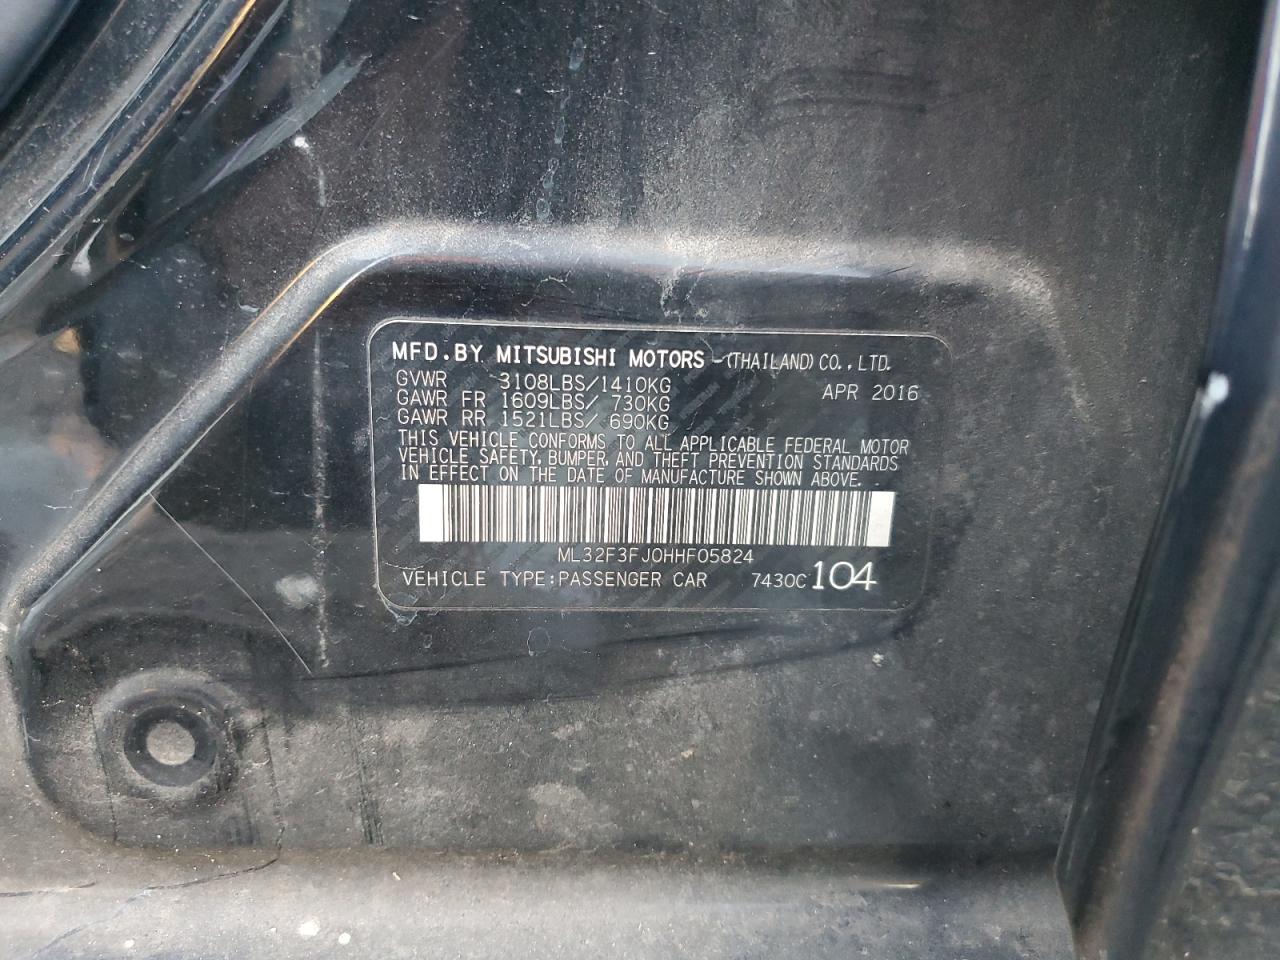 MFD.BY MITSUBISHI MOTORS -(THAILAND) CO., LTD.
GVWR 3108LBS/1410KG APR 2016
GAWR FR 1609LBS/ 730KG
GAWR RR 1521LBS/ 690KG
THIS VEHICLE CONFORMS TO ALL APPLICABLE FEDERAL MOTOR
VEHICLE SAFETY, BUMPER, AND THEFT PREVENTION STANDARDS
IN EFFECT ON THE DATE OF MANUFACTURE SHOWN ABOVE.
ML32F3FJ0HHF05824
VEHICLE TYPE:PASSENGER CAR 7430C 104